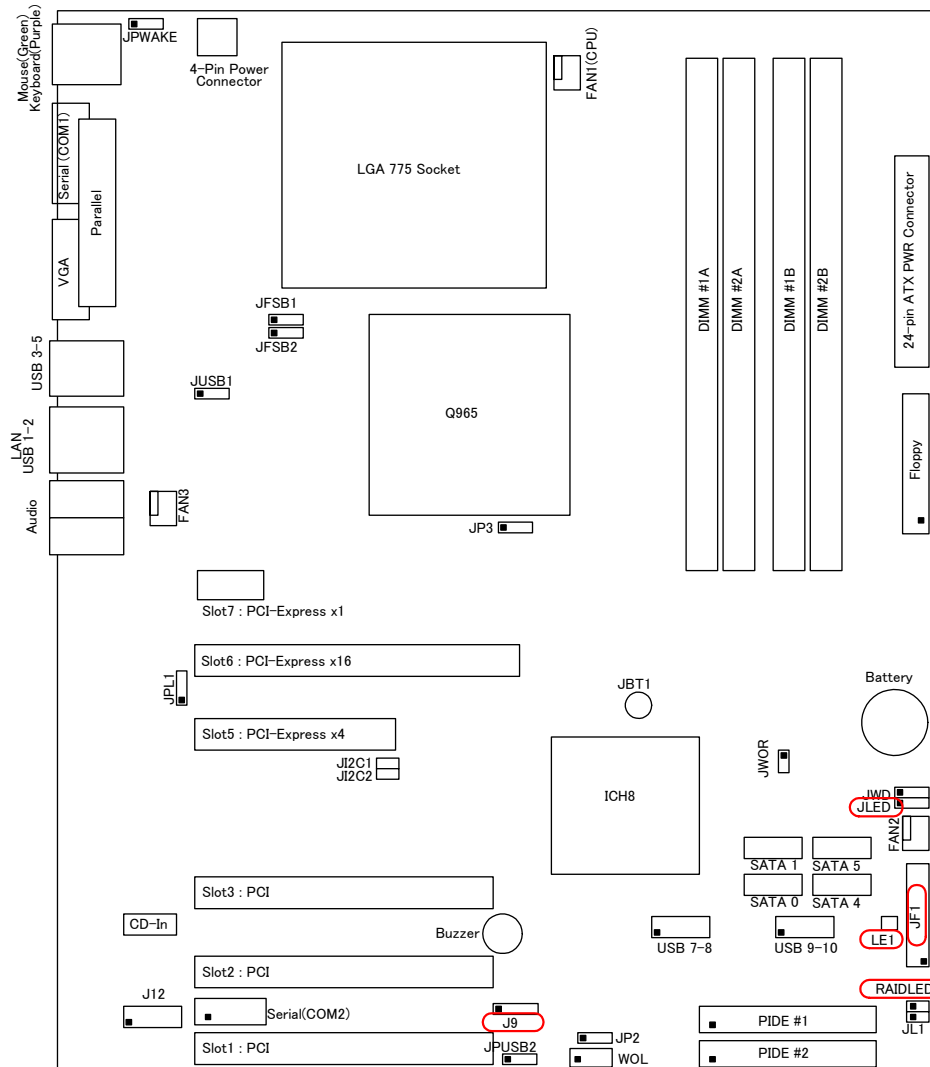 Mouse(Green)
Keyboard(Purple)
JPWAKE
4-Pin Power
Connector
FAN1(CPU)
Serial (COM1)
Parallel
VGA
LGA 775 Socket
DIMM #1A
DIMM #2A
DIMM #1B
DIMM #2B
24-pin ATX PWR Connector
JFSB1
JFSB2
USB 3-5
JUSB1
Q965
LAN
USB 1-2
Floppy
Audio
FAN3
JP3
Slot7 : PCI-Express x1
Slot6 : PCI-Express x16
JPL1
JBT1
Battery
Slot5 : PCI-Express x4
JI2C1
JI2C2
JWOR
ICH8
JWD
JLED
FAN2
SATA 1
SATA 5
Slot3 : PCI
SATA 0
SATA 4
JF1
CD-In
Buzzer
USB 7-8
USB 9-10
LE1
Slot2 : PCI
RAIDLED
J12
Serial(COM2)
J9
PIDE #1
JL1
JP2
Slot1 : PCI
JPUSB2
WOL
PIDE #2